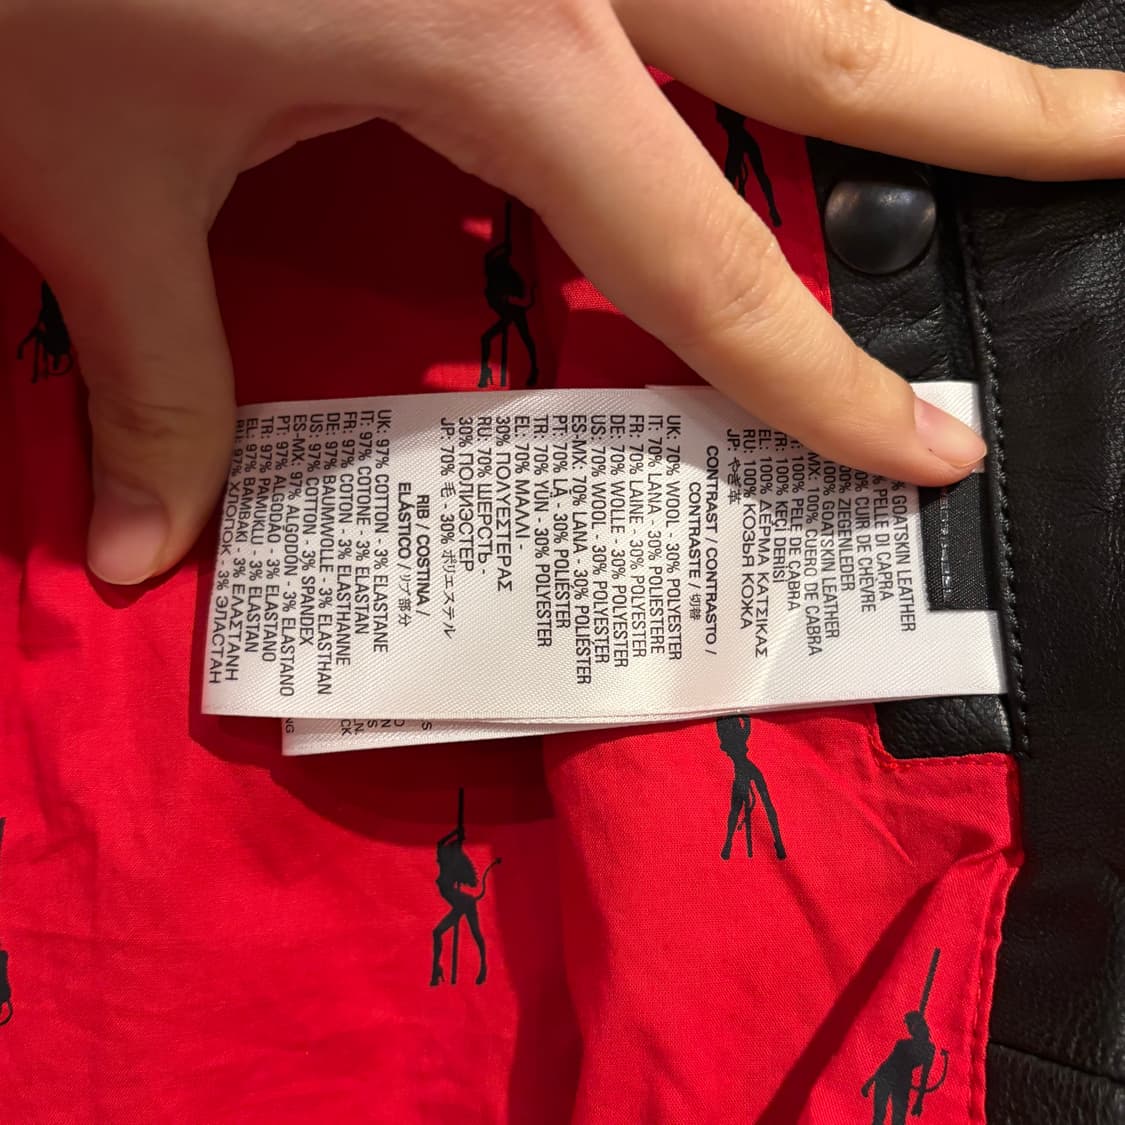 GOATSKIN LEATHER
PELLE DI CAPRA
CUIR DE CHÈVRE
ZIEGENLEDER
100% GOATSKIN LEATHER
MX: 100% CUERO DE CABRA
100% PELE DE CABRA
TR: 100% KEÇİ DERİSİ
EL: 100% ΔΕΡΜΑ ΚΑΤΣΙΚΑΣ
RU: 100% КОЗЬЯ КОЖА
JP: やぎ革
CONTRAST / CONTRASTO /
CONTRASTE / 切替
UK: 70% WOOL - 30% POLYESTER
IT: 70% LANA - 30% POLIESTERE
FR: 70% LAINE - 30% POLYESTER
DE: 70% WOLLE - 30% POLYESTER
US: 70% WOOL - 30% POLYESTER
ES-MX: 70% LANA - 30% POLIÉSTER
PT: 70% LÃ - 30% POLIÉSTER
TR: 70% YÜN - 30% POLYESTER
EL: 70% ΜΑΛΛΙ -
30% ΠΟΛΥΕΣΤΕΡΑΣ
RU: 70% ШЕРСТЬ -
30% ПОЛИЭСТЕР
JP: 70% 毛 - 30% ポリエステル
RIB / COSTINA /
ELÁSTICO / リブ部分
UK: 97% COTTON - 3% ELASTANE
IT: 97% COTONE - 3% ELASTAN
FR: 97% COTON - 3% ELASTHANNE
DE: 97% BAUMWOLLE - 3% ELASTHAN
US: 97% COTTON - 3% SPANDEX
ES-MX: 97% ALGODÓN - 3% ELASTANO
PT: 97% ALGODÃO - 3% ELASTANO
TR: 97% PAMUKLU - 3% ELASTAN
EL: 97% ΒΑΜΒΑΚΙ - 3% ΕΛΑΣΤΑΝΗ
RU: 97% ХЛОПОК - 3% ЭЛАСТАН